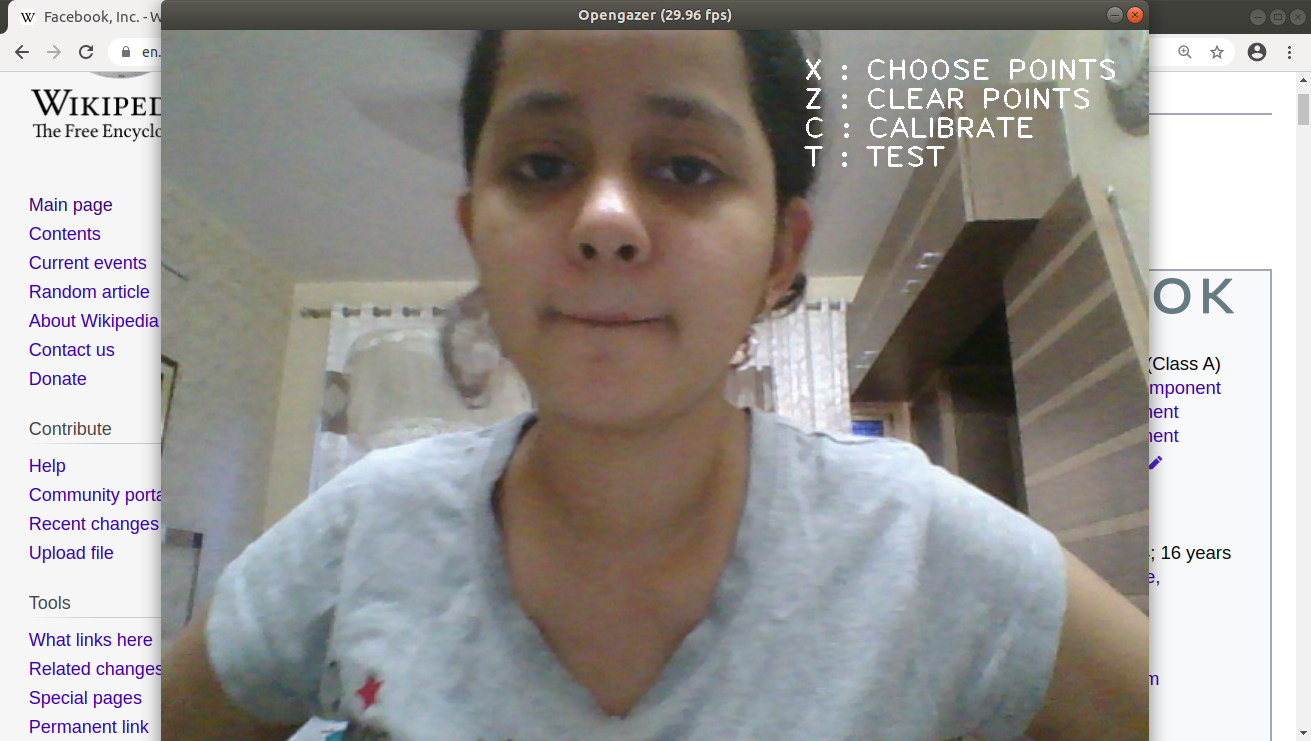 Opengazer (29.96 fps)
Facebook, Inc. - W
en.
X : CHOOSE POINTS
Z : CLEAR POINTS
C : CALIBRATE
T : TEST
WIKIPED
The Free Encyclo
Main page
Contents
Current events
Random article
About Wikipedia
Contact us
Donate
Contribute
Help
Community porta
Recent changes
Upload file
Tools
What links here
Related changes
Special pages
Permanent link
OK
(Class A)
mponent
nent
nent
; 16 years
e,
m